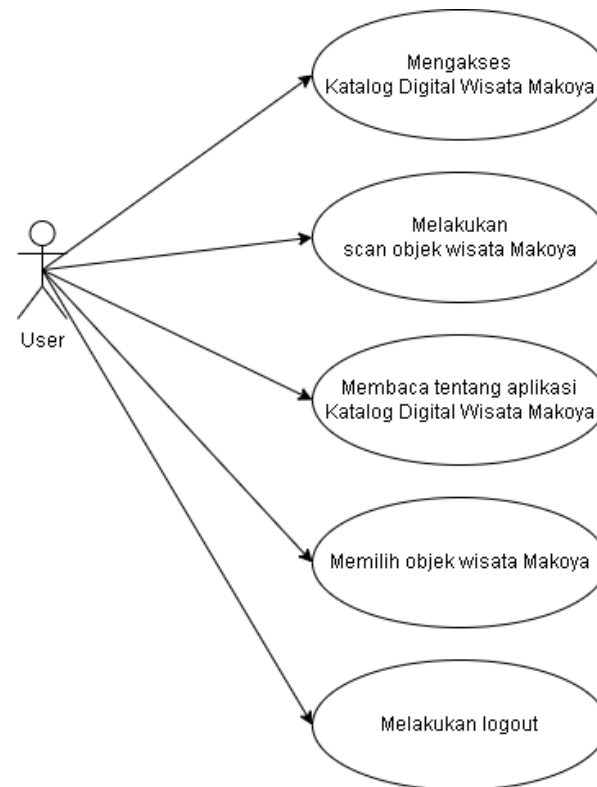 Mengakses
Katalog Digital Wisata Makoya
Melakukan
scan objek wisata Makoya
User
Membaca tentang aplikasi
Katalog Digital Wisata Makoya
Memilih objek wisata Makoya
Melakukan logout